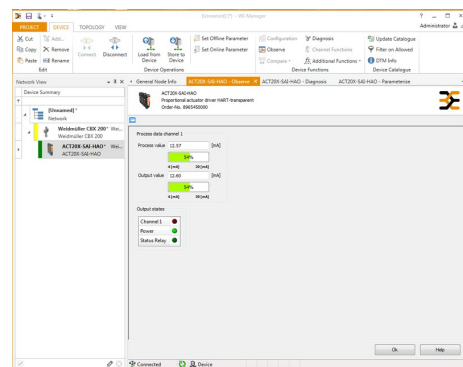 [Unnamed] (*) - WI-Manager
PROJECT DEVICE TOPOLOGY VIEW
Administrator
Cut Add...
Copy Remove
Paste Rename
Edit
Connect Disconnect
Load from Device
Store to Device
Device Operations
Set Offline Parameter
Set Online Parameter
Configuration Diagnosis
Observe Channel Functions
Compare Additional Functions
Device Functions
Update Catalogue
Filter on Allowed
DTM Info
Device Catalogue
Network View
General Node Info ACT20X-SAI-HAO - Observe ACT20X-SAI-HAO - Diagnosis ACT20X-SAI-HAO - Parameterize
Device Summary
[Unnamed]*
Network
Weidmüller CBX 200* Wei...
Weidmüller CBX 200
ACT20X-SAI-HAO* Wei...
ACT20X-SAI-HAO
ACT20X-SAI-HAO
Proportional actuator driver HART-transparent
Order-No. 8965450000
Process data channel 1
Process value 12.57 [mA]
54%
4 [mA] 20 [mA]
Output value 12.60 [mA]
54%
4 [mA] 20 [mA]
Output states
Channel 1
Power
Status Relay
Ok Help
Connected Device